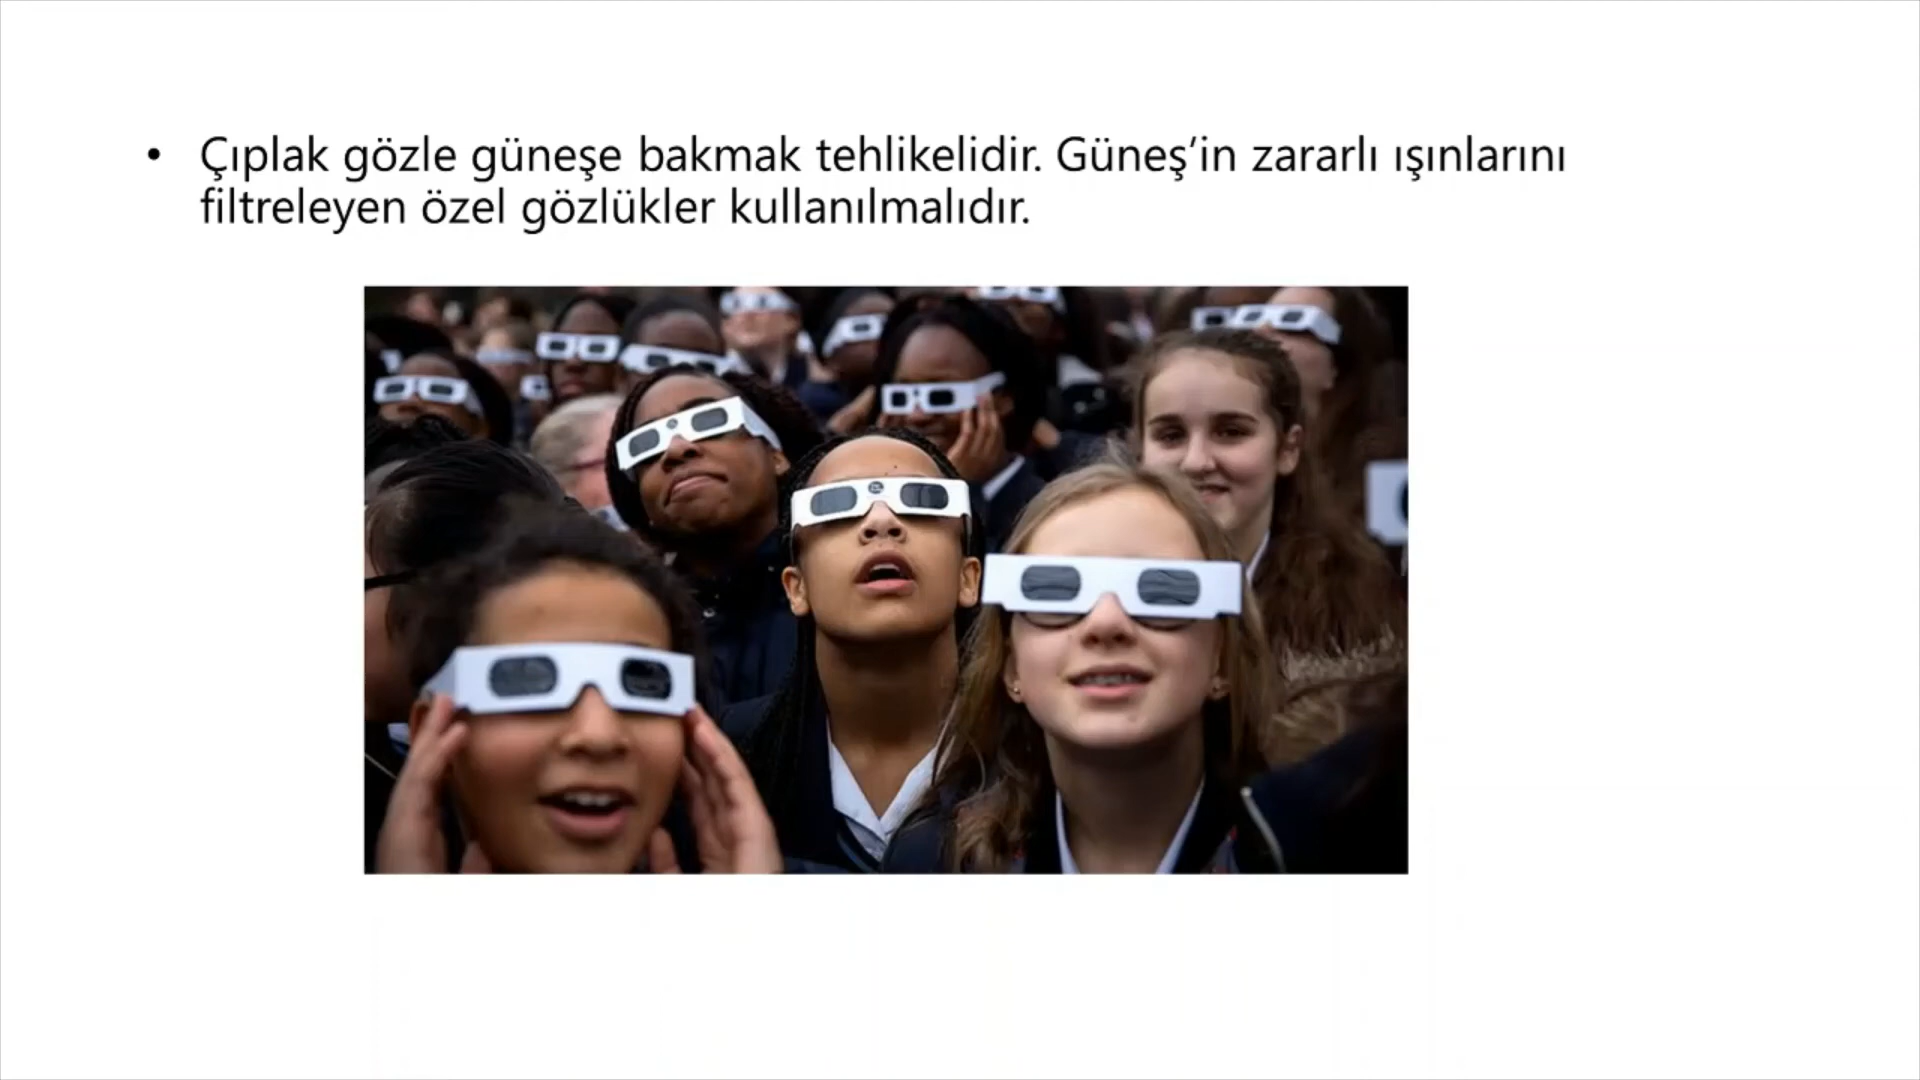 • Çıplak gözle güneşe bakmak tehlikelidir. Güneş’in zararlı ışınlarını
filtreleyen özel gözlükler kullanılmalıdır.